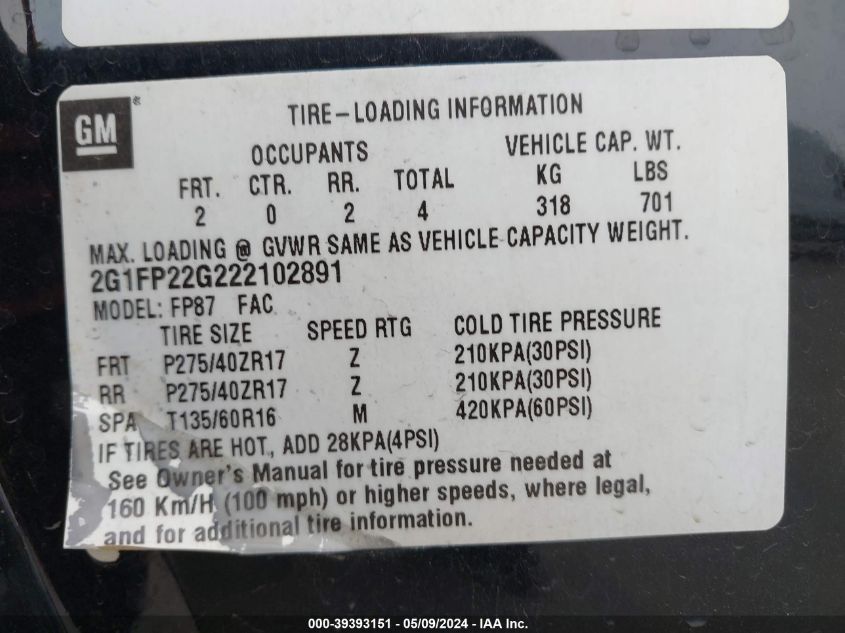 GM
TIRE-LOADING INFORMATION
OCCUPANTS VEHICLE CAP. WT.
FRT. CTR. RR. TOTAL KG LBS
2 0 2 4 318 701
MAX. LOADING @ GVWR SAME AS VEHICLE CAPACITY WEIGHT.
2G1FP22G222102891
MODEL: FP87 FAC
TIRE SIZE SPEED RTG COLD TIRE PRESSURE
FRT P275/40ZR17 Z 210KPA(30PSI)
RR P275/40ZR17 Z 210KPA(30PSI)
SPA T135/60R16 M 420KPA(60PSI)
IF TIRES ARE HOT, ADD 28KPA(4PSI)
See Owner's Manual for tire pressure needed at
160 Km/H (100 mph) or higher speeds, where legal,
and for additional tire information.
000-39393151 - 05/09/2024 - IAA Inc.